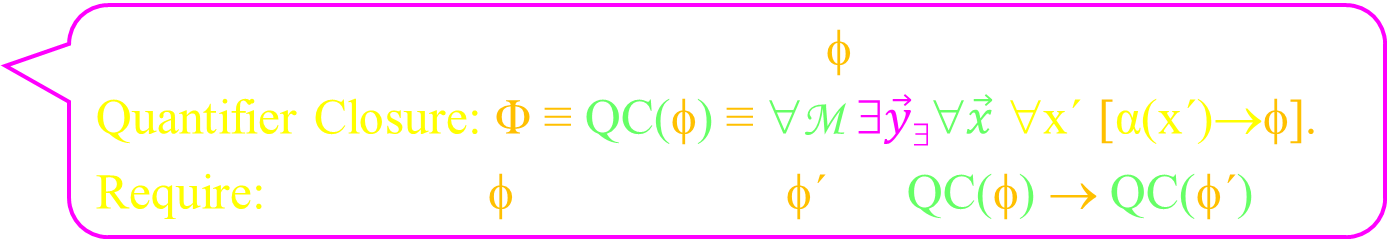 ϕ
Quantifier Closure: Φ ≡ QC(ϕ) ≡ ∀ℳ ∃y⃗∃∀x⃗ ∀x´ [α(x´)→ϕ].
Require: ϕ ϕ´ QC(ϕ) → QC(ϕ´)